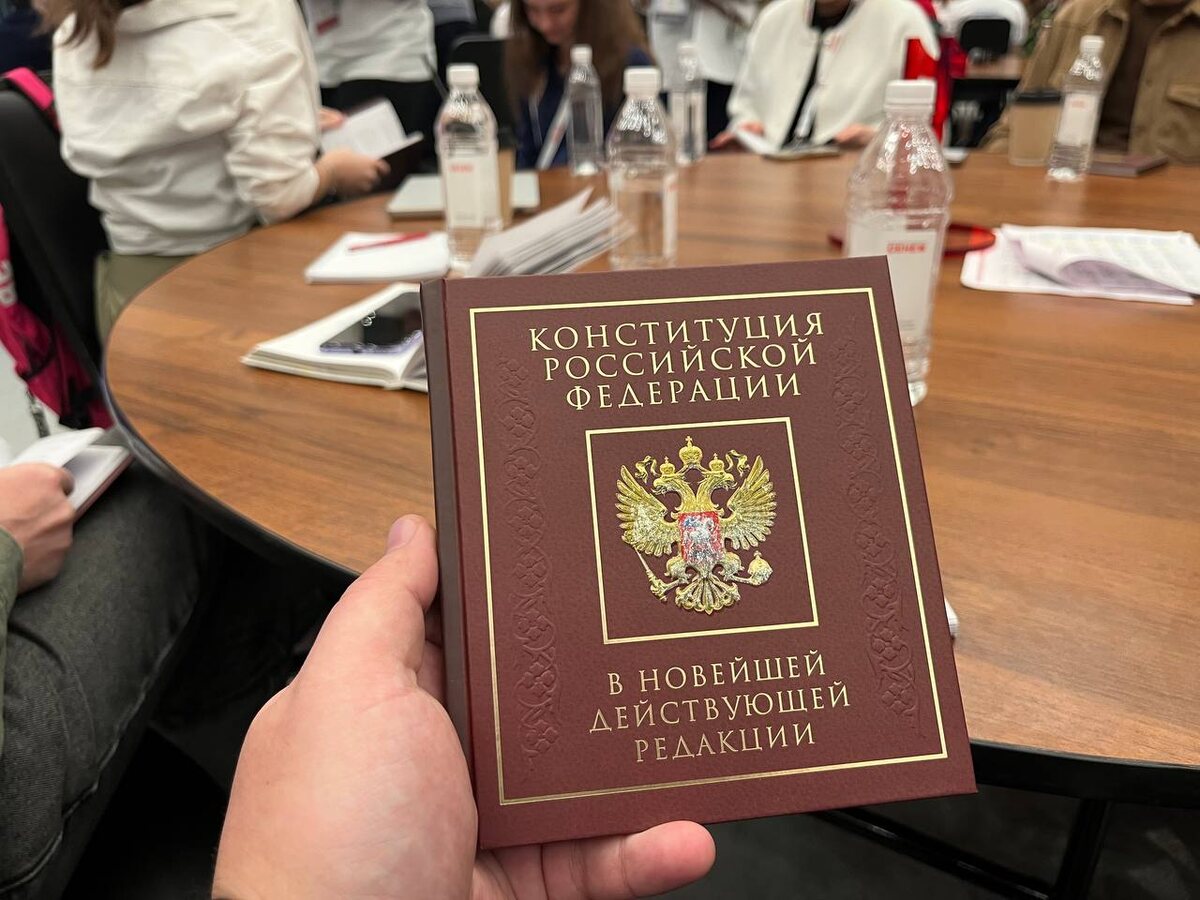 КОНСТИТУЦИЯ
РОССИЙСКОЙ
ФЕДЕРАЦИИ
В НОВЕЙШЕЙ
ДЕЙСТВУЮЩЕЙ
РЕДАКЦИИ